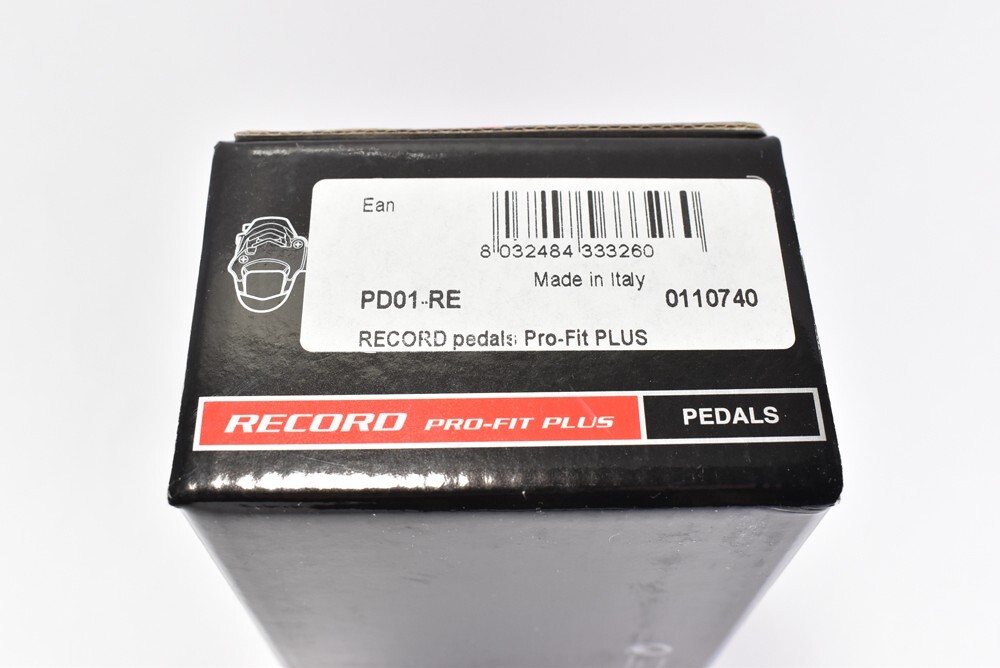 Ean
8 032484 333260
Made in Italy
PD01-RE 0110740
RECORD pedals Pro-Fit PLUS
RECORD PRO-FIT PLUS PEDALS